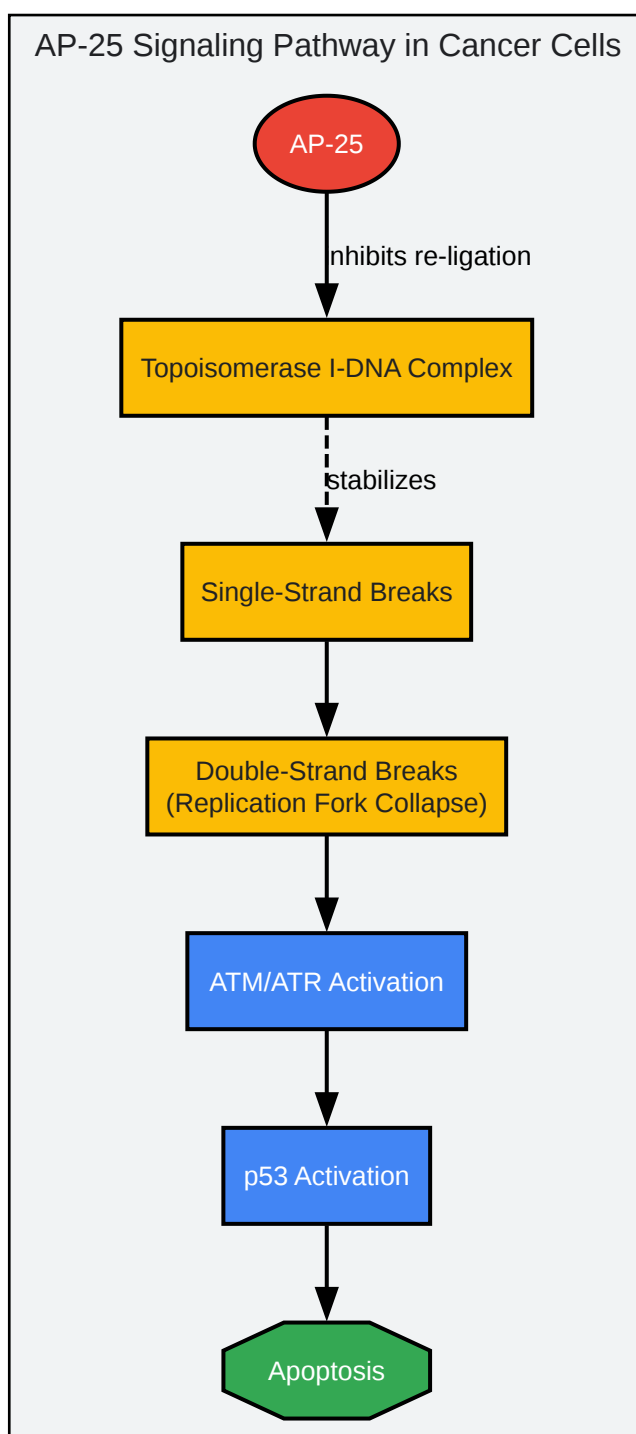 AP-25 Signaling Pathway in Cancer Cells
AP-25
inhibits re-ligation
Topoisomerase I-DNA Complex
stabilizes
Single-Strand Breaks
Double-Strand Breaks
(Replication Fork Collapse)
ATM/ATR Activation
p53 Activation
Apoptosis